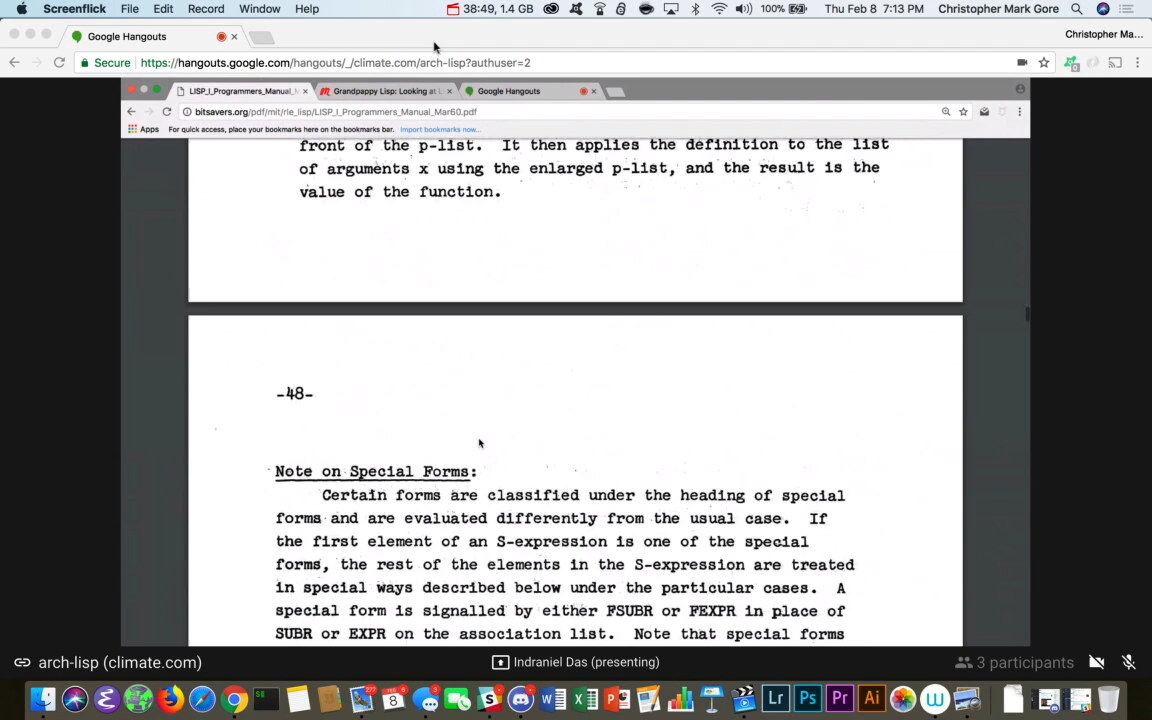 Screenflick File Edit Record Window Help 38:49, 1.4 GB 100% Thu Feb 8 7:13 PM Christopher Mark Gore
Google Hangouts Christopher Ma...
Secure https://hangouts.google.com/hangouts/_/climate.com/arch-lisp?authuser=2
LISP_I_Programmers_Manual_M Grandpappy Lisp: Looking at L Google Hangouts
bitsavers.org/pdf/mit/rle_lisp/LISP_I_Programmers_Manual_Mar60.pdf
Apps For quick access, place your bookmarks here on the bookmarks bar. Import bookmarks now...
front of the p-list. It then applies the definition to the list
of arguments x using the enlarged p-list, and the result is the
value of the function.
-48-
Note on Special Forms:
Certain forms are classified under the heading of special
forms and are evaluated differently from the usual case. If
the first element of an S-expression is one of the special
forms, the rest of the elements in the S-expression are treated
in special ways described below under the particular cases. A
special form is signalled by either FSUBR or FEXPR in place of
SUBR or EXPR on the association list. Note that special forms
arch-lisp (climate.com) Indraniel Das (presenting) 3 participants
277 8 3 Lr Ps Pr Ai